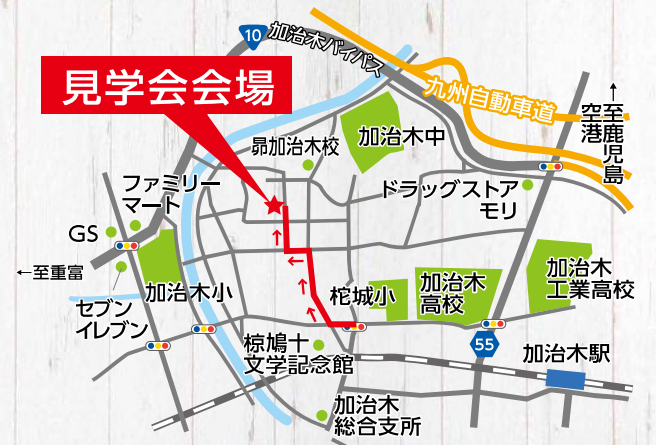 10
加治木バイパス
見学会会場
九州自動車道
↑至鹿児島
空港
昴加治木校
加治木中
ファミリー
マート
ドラッグストア
モリ
GS
←至重富
加治木小
セブン
イレブン
柁城小
加治木
高校
加治木
工業高校
椋鳩十
文学記念館
55
加治木駅
加治木
総合支所